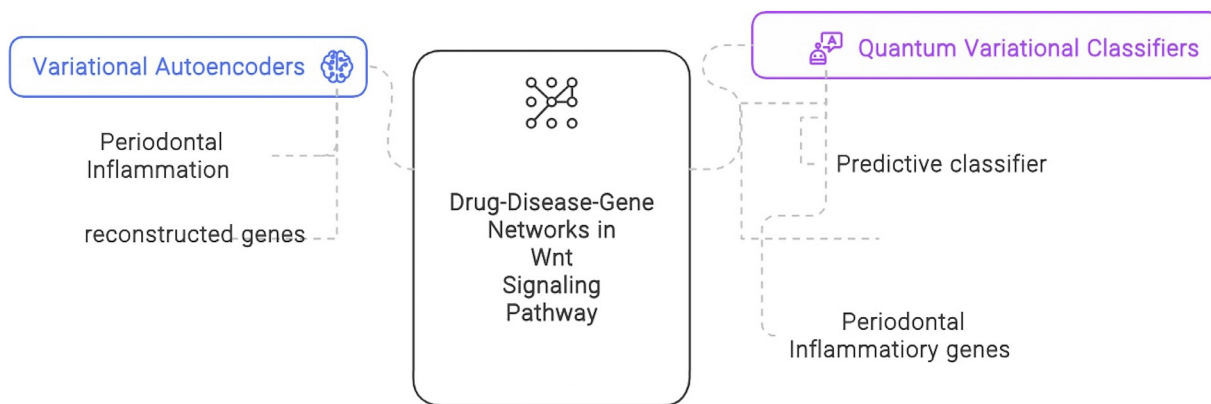 Variational Autoencoders
Periodontal
Inflammation
reconstructed genes
Drug-Disease-Gene
Networks in
Wnt
Signaling
Pathway
A
Quantum Variational Classifiers
Predictive classifier
Periodontal
Inflammatiory genes